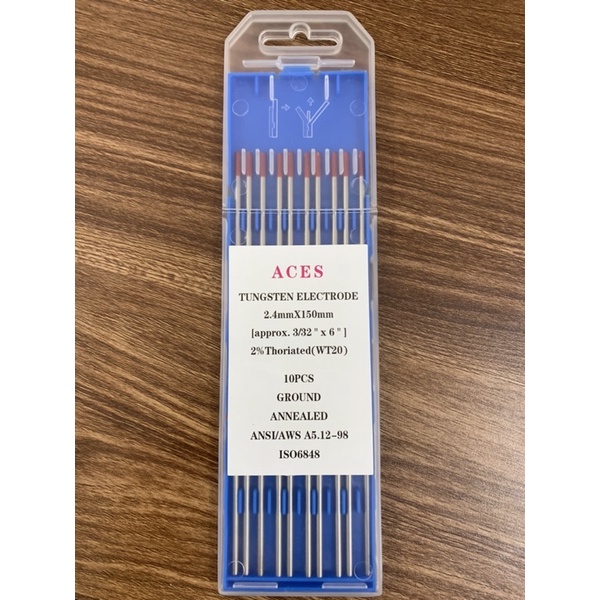 ACES
TUNGSTEN ELECTRODE
2.4mmX150mm
[approx. 3/32 " x 6 " ]
2%Thoriated(WT20)
10PCS
GROUND
ANNEALED
ANSI/AWS A5.12-98
ISO6848